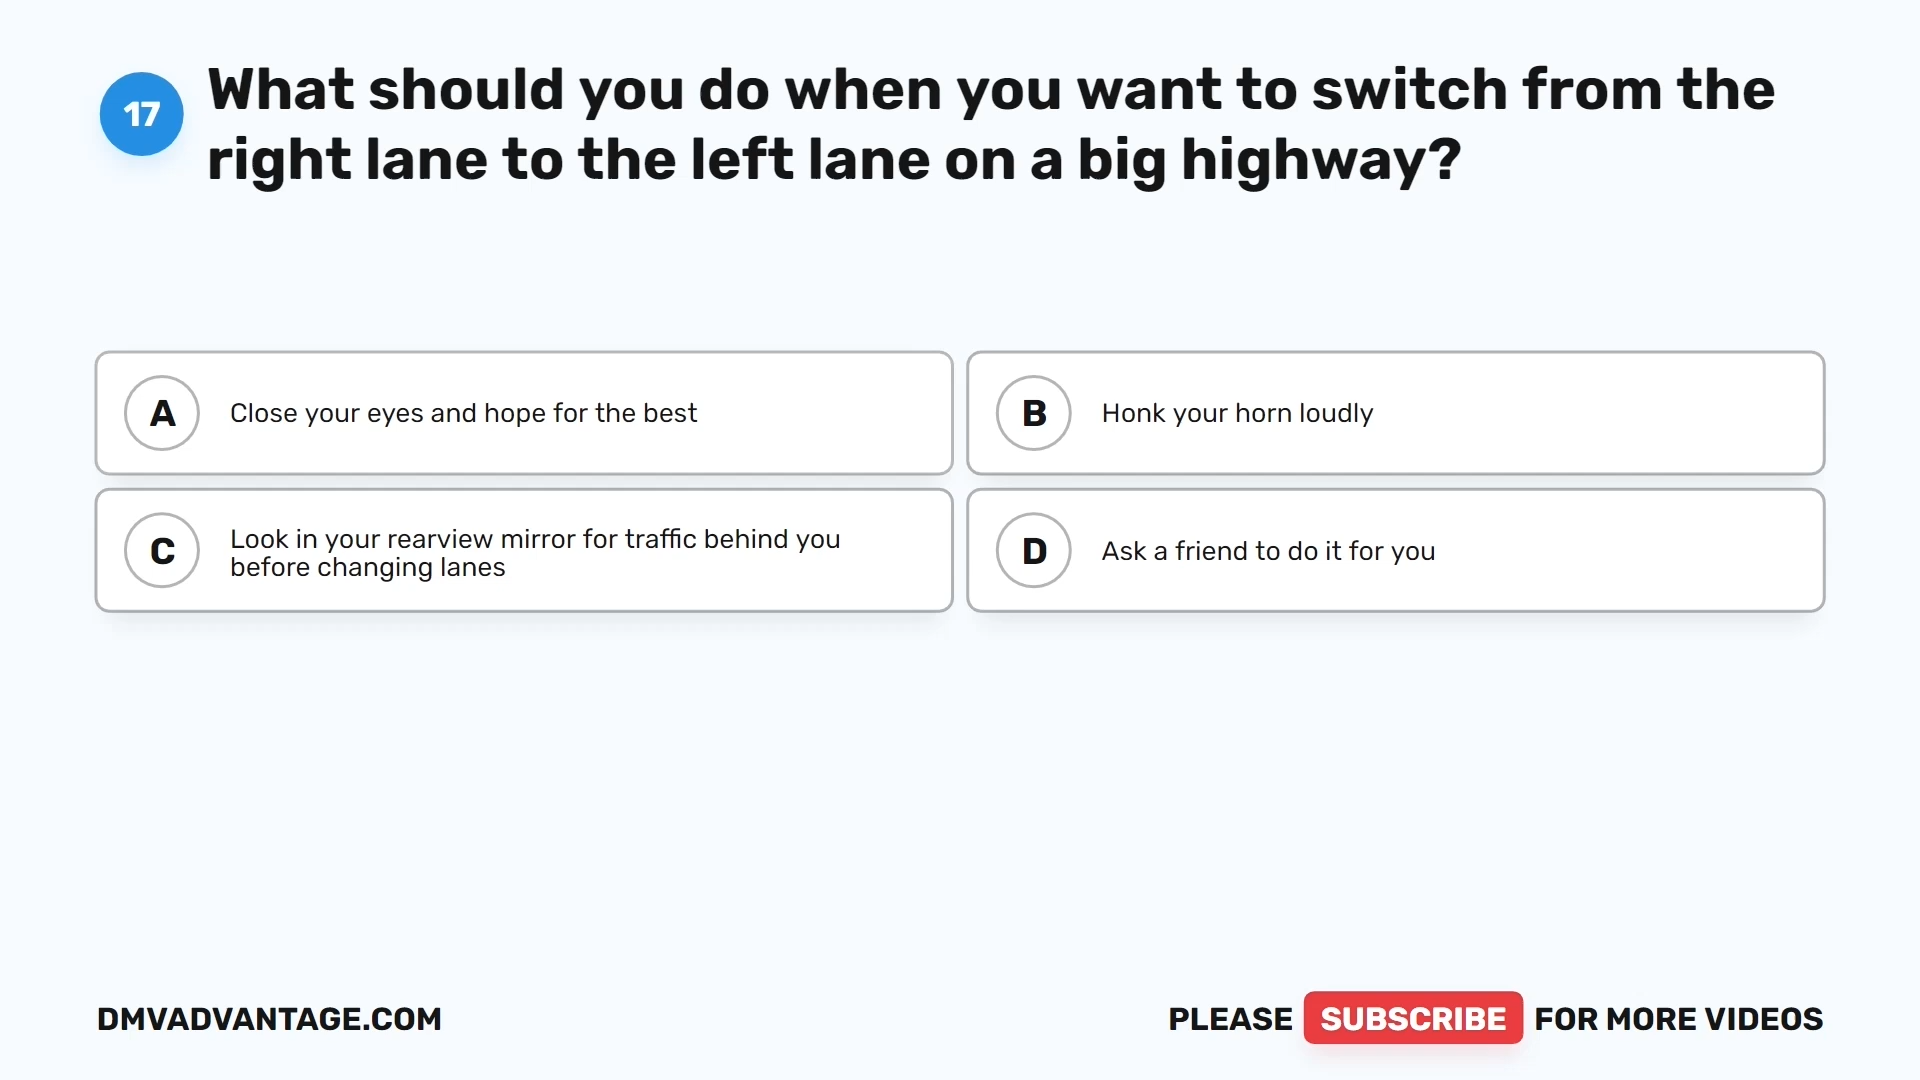 17
What should you do when you want to switch from the
right lane to the left lane on a big highway?
A
Close your eyes and hope for the best
B
Honk your horn loudly
C
Look in your rearview mirror for traffic behind you
before changing lanes
D
Ask a friend to do it for you
DMVADVANTAGE.COM
PLEASE SUBSCRIBE FOR MORE VIDEOS